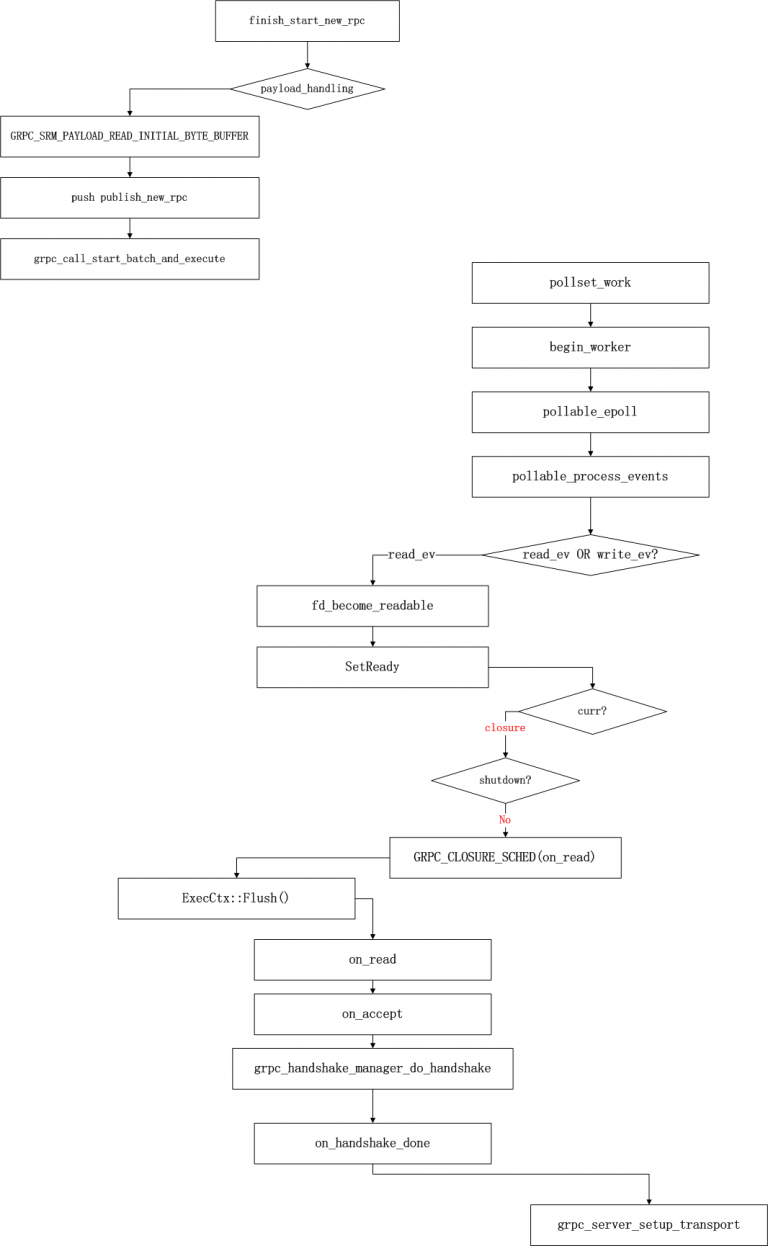 finish_start_new_rpc
payload_handling
GRPC_SRM_PAYLOAD_READ_INITIAL_BYTE_BUFFER
push publish_new_rpc
grpc_call_start_batch_and_execute
pollset_work
begin_worker
pollable_epoll
pollable_process_events
read_ev OR write_ev?
read_ev
fd_become_readable
SetReady
curr?
closure
shutdown?
No
GRPC_CLOSURE_SCHED(on_read)
ExecCtx::Flush()
on_read
on_accept
grpc_handshake_manager_do_handshake
on_handshake_done
grpc_server_setup_transport